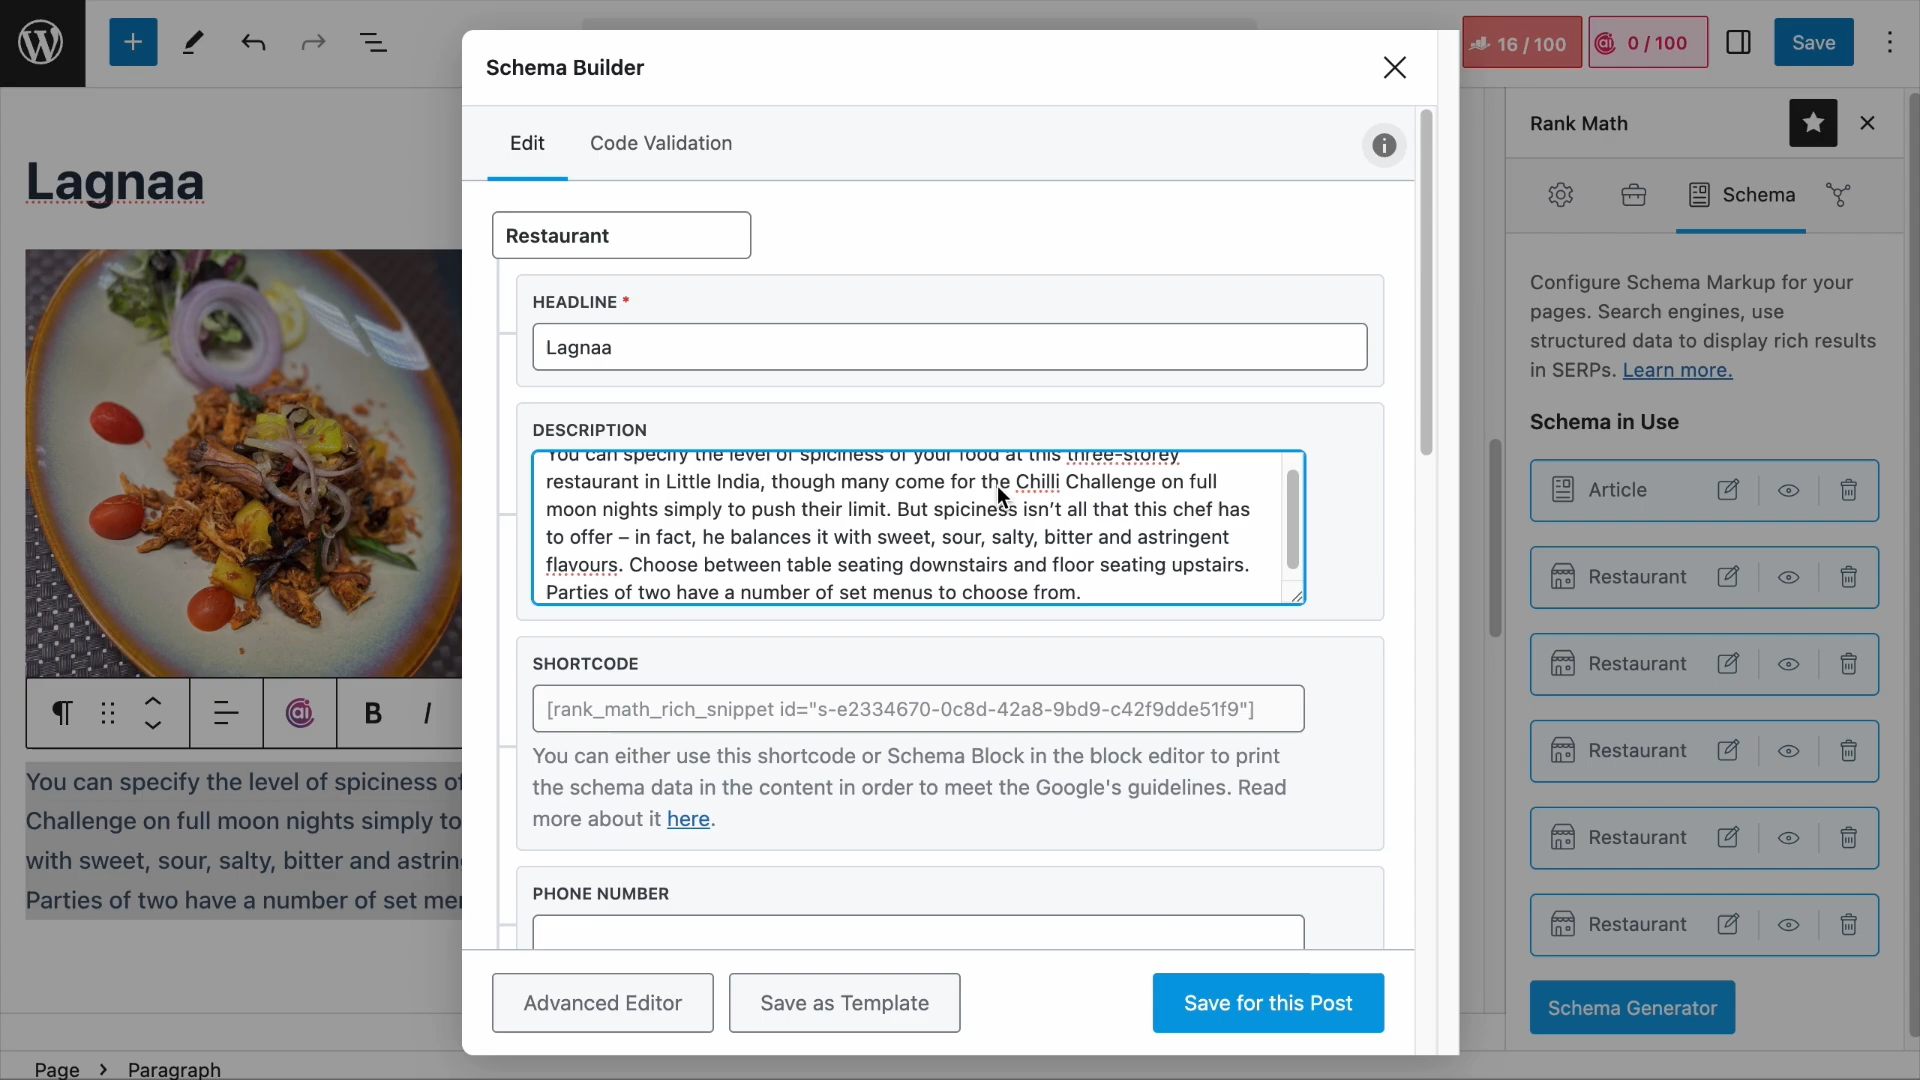 16 / 100
0 / 100
Save
Schema Builder
Edit
Code Validation
Rank Math
Schema
Lagnaa
Restaurant
HEADLINE *
Lagnaa
DESCRIPTION
You can specify the level of spiciness of your food at this three-storey
restaurant in Little India, though many come for the Chilli Challenge on full
moon nights simply to push their limit. But spiciness isn't all that this chef has
to offer – in fact, he balances it with sweet, sour, salty, bitter and astringent
flavours. Choose between table seating downstairs and floor seating upstairs.
Parties of two have a number of set menus to choose from.
SHORTCODE
[rank_math_rich_snippet id="s-e2334670-0c8d-42a8-9bd9-c42f9dde51f9"]
You can either use this shortcode or Schema Block in the block editor to print
the schema data in the content in order to meet the Google's guidelines. Read
more about it here.
PHONE NUMBER
Advanced Editor
Save as Template
Save for this Post
ai
B
I
You can specify the level of spiciness of
Challenge on full moon nights simply to
with sweet, sour, salty, bitter and astrin
Parties of two have a number of set me
Configure Schema Markup for your
pages. Search engines, use
structured data to display rich results
in SERPs. Learn more.
Schema in Use
Article
Restaurant
Restaurant
Restaurant
Restaurant
Restaurant
Schema Generator
Page > Paragraph